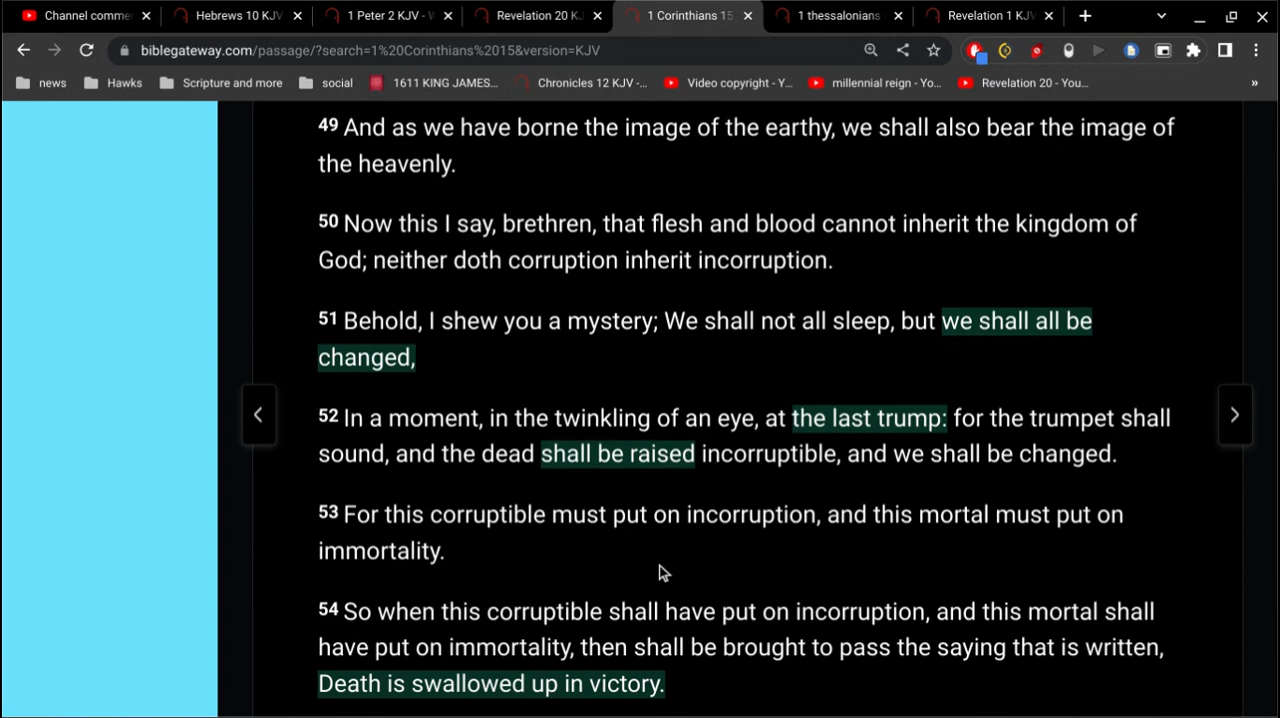 Channel comme
Hebrews 10 KJV
1 Peter 2 KJV - V
Revelation 20 KJ
1 Corinthians 15
1 thessalonians
Revelation 1 KJV
biblegateway.com/passage/?search=1%20Corinthians%2015&version=KJV
news
Hawks
Scripture and more
social
1611 KING JAMES...
Chronicles 12 KJV -...
Video copyright - Y...
millennial reign - Yo...
Revelation 20 - You...
»
49 And as we have borne the image of the earthy, we shall also bear the image of
the heavenly.
50 Now this I say, brethren, that flesh and blood cannot inherit the kingdom of
God; neither doth corruption inherit incorruption.
51 Behold, I shew you a mystery; We shall not all sleep, but we shall all be
changed,
52 In a moment, in the twinkling of an eye, at the last trump: for the trumpet shall
sound, and the dead shall be raised incorruptible, and we shall be changed.
53 For this corruptible must put on incorruption, and this mortal must put on
immortality.
54 So when this corruptible shall have put on incorruption, and this mortal shall
have put on immortality, then shall be brought to pass the saying that is written,
Death is swallowed up in victory.